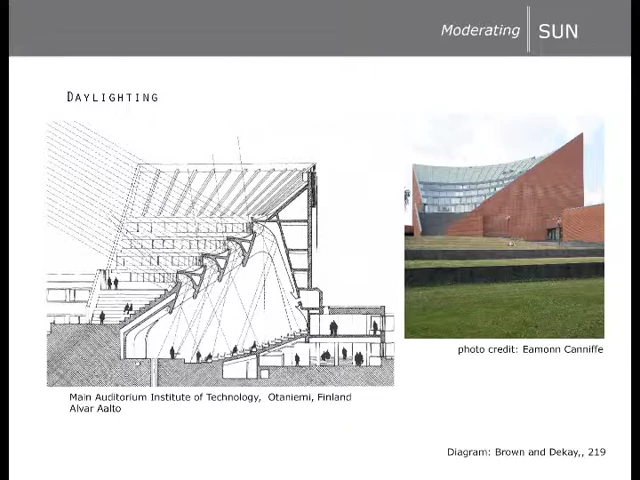 Moderating SUN
DAYLIGHTING
photo credit: Eamonn Canniffe
Main Auditorium Institute of Technology, Otaniemi, Finland
Alvar Aalto
Diagram: Brown and Dekay,, 219